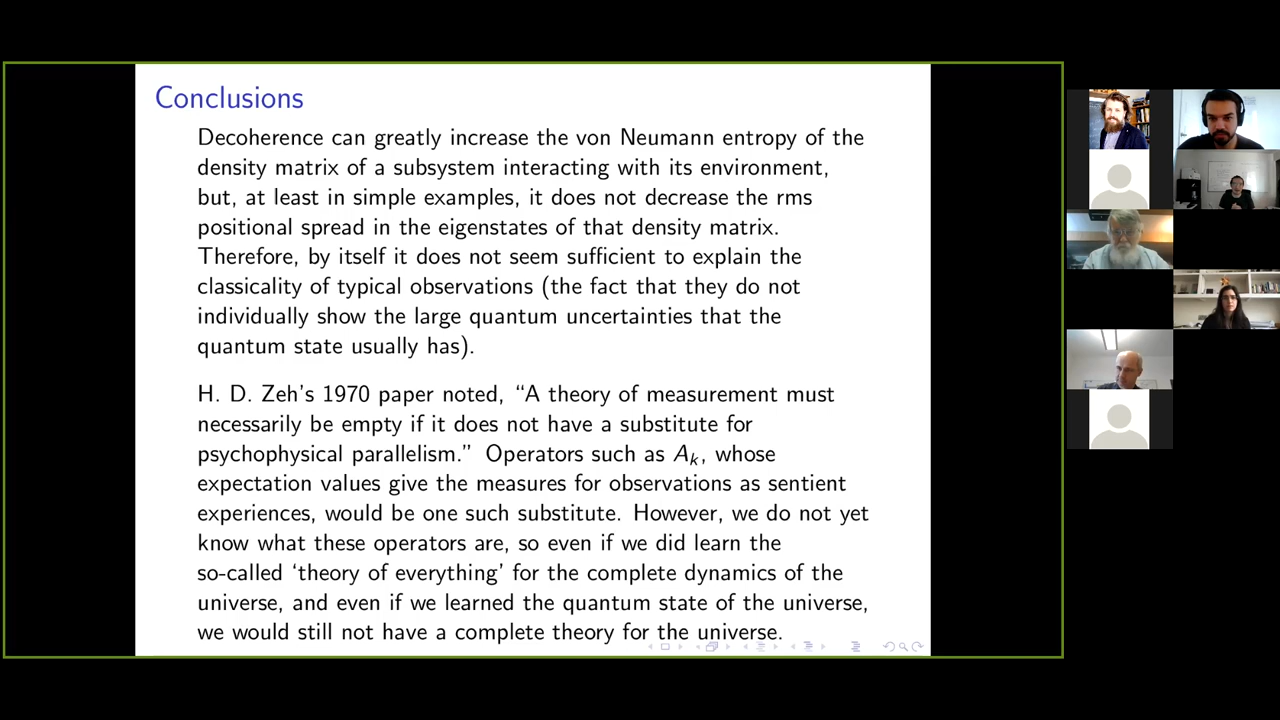 Conclusions
Decoherence can greatly increase the von Neumann entropy of the
density matrix of a subsystem interacting with its environment,
but, at least in simple examples, it does not decrease the rms
positional spread in the eigenstates of that density matrix.
Therefore, by itself it does not seem sufficient to explain the
classicality of typical observations (the fact that they do not
individually show the large quantum uncertainties that the
quantum state usually has).
H. D. Zeh's 1970 paper noted, “A theory of measurement must
necessarily be empty if it does not have a substitute for
psychophysical parallelism.” Operators such as Aₖ, whose
expectation values give the measures for observations as sentient
experiences, would be one such substitute. However, we do not yet
know what these operators are, so even if we did learn the
so-called ‘theory of everything’ for the complete dynamics of the
universe, and even if we learned the quantum state of the universe,
we would still not have a complete theory for the universe.